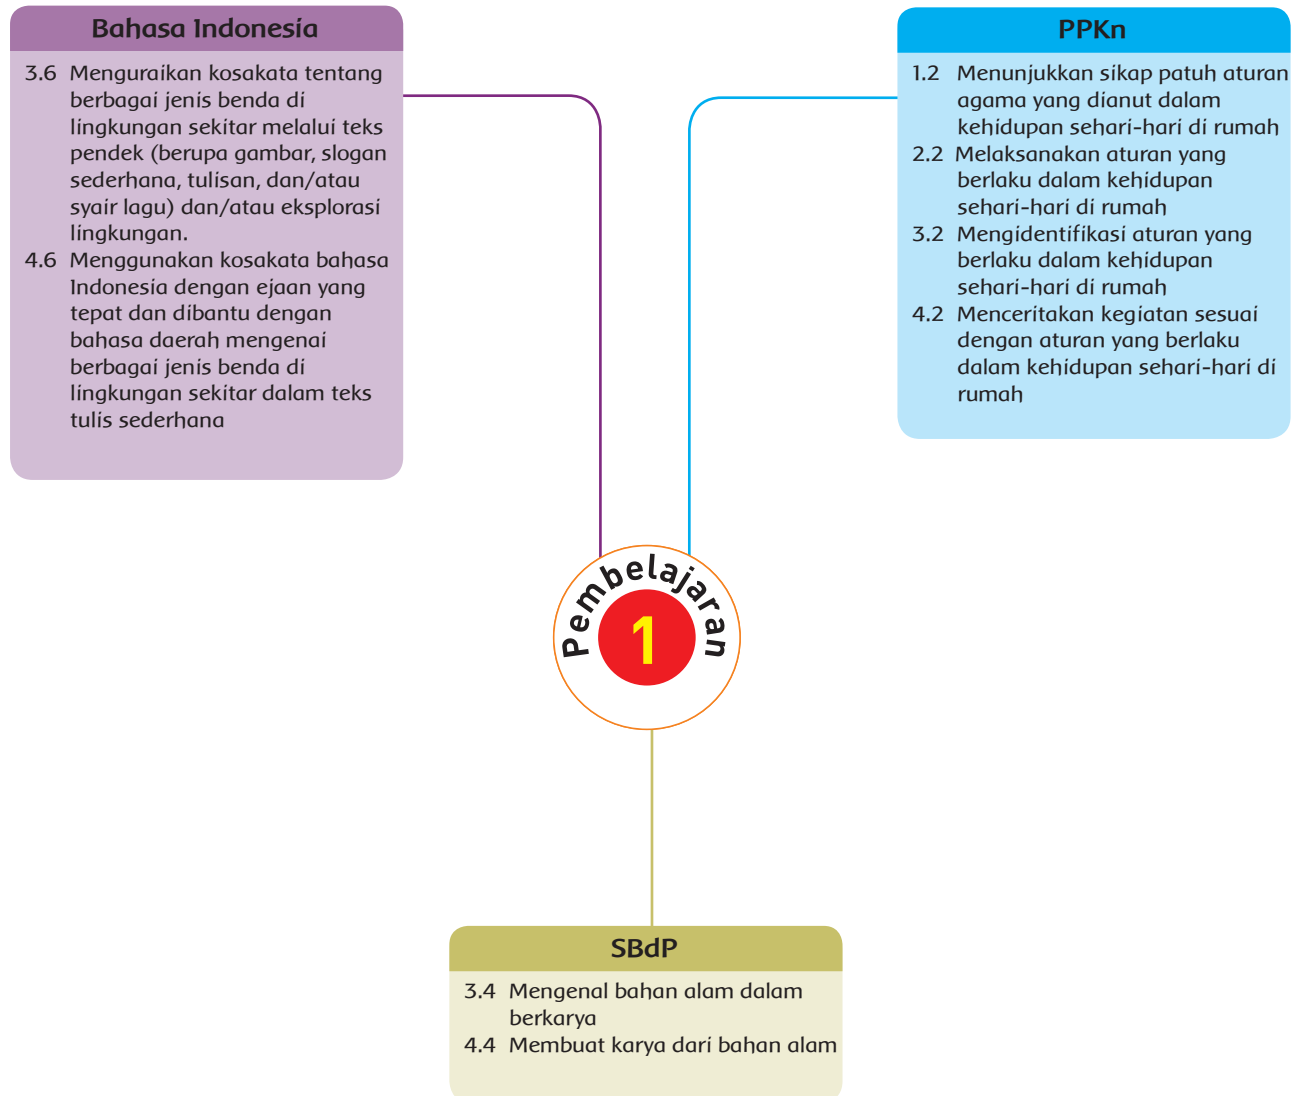 Bahasa Indonesia
3.6 Menguraikan kosakata tentang
berbagai jenis benda di
lingkungan sekitar melalui teks
pendek (berupa gambar, slogan
sederhana, tulisan, dan/atau
syair lagu) dan/atau eksplorasi
lingkungan.
4.6 Menggunakan kosakata bahasa
Indonesia dengan ejaan yang
tepat dan dibantu dengan
bahasa daerah mengenai
berbagai jenis benda di
lingkungan sekitar dalam teks
tulis sederhana
PPKn
1.2 Menunjukkan sikap patuh aturan
agama yang dianut dalam
kehidupan sehari-hari di rumah
2.2 Melaksanakan aturan yang
berlaku dalam kehidupan
sehari-hari di rumah
3.2 Mengidentifikasi aturan yang
berlaku dalam kehidupan
sehari-hari di rumah
4.2 Menceritakan kegiatan sesuai
dengan aturan yang berlaku
dalam kehidupan sehari-hari di
rumah
Pembelajaran
1
SBdP
3.4 Mengenal bahan alam dalam
berkarya
4.4 Membuat karya dari bahan alam